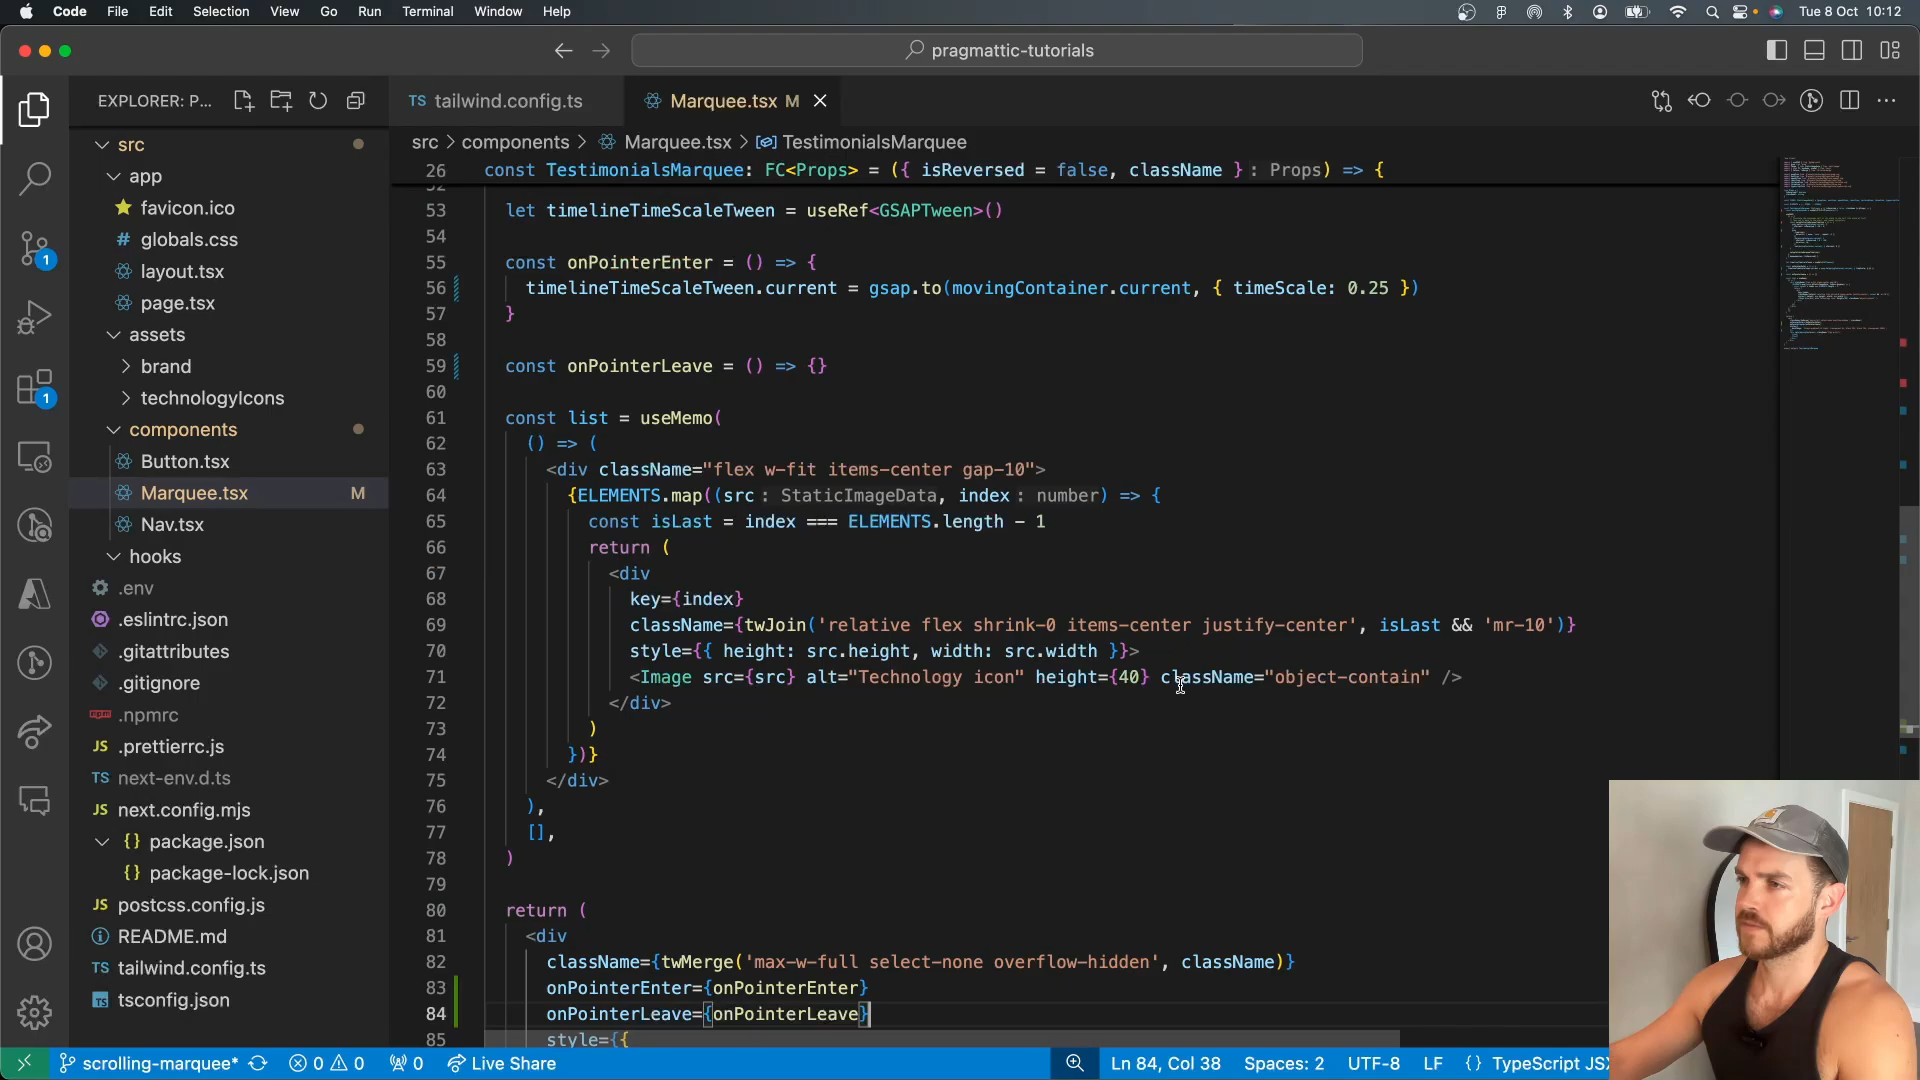 Code File Edit Selection View Go Run Terminal Window Help Tue 8 Oct 10:12
pragmattic-tutorials
EXPLORER: P...
TS tailwind.config.ts Marquee.tsx M
src > components > Marquee.tsx > TestimonialsMarquee
26 const TestimonialsMarquee: FC<Props> = ({ isReversed = false, className }: Props) => {
53 let timelineTimeScaleTween = useRef<GSAPTween>()
54
55 const onPointerEnter = () => {
56 timelineTimeScaleTween.current = gsap.to(movingContainer.current, { timeScale: 0.25 })
57 }
58
59 const onPointerLeave = () => {}
60
61 const list = useMemo(
62 () => (
63 <div className="flex w-fit items-center gap-10">
64 {ELEMENTS.map((src: StaticImageData, index: number) => {
65 const isLast = index === ELEMENTS.length - 1
66 return (
67 <div
68 key={index}
69 className={twJoin('relative flex shrink-0 items-center justify-center', isLast && 'mr-10')}
70 style={{ height: src.height, width: src.width }}>
71 <Image src={src} alt="Technology icon" height={40} className="object-contain" />
72 </div>
73 )
74 })}
75 </div>
76 ),
77 [],
78 )
79
80 return (
81 <div
82 className={twMerge('max-w-full select-none overflow-hidden', className)}
83 onPointerEnter={onPointerEnter}
84 onPointerLeave={onPointerLeave}
85 style={{
src
app
favicon.ico
# globals.css
layout.tsx
page.tsx
assets
brand
technologyIcons
components
Button.tsx
Marquee.tsx M
Nav.tsx
hooks
.env
.eslintrc.json
.gitattributes
.gitignore
.npmrc
JS .prettierrc.js
TS next-env.d.ts
JS next.config.mjs
{} package.json
{} package-lock.json
JS postcss.config.js
README.md
TS tailwind.config.ts
tsconfig.json
1
1
scrolling-marquee* 0 0 0 Live Share Ln 84, Col 38 Spaces: 2 UTF-8 LF {} TypeScript JS